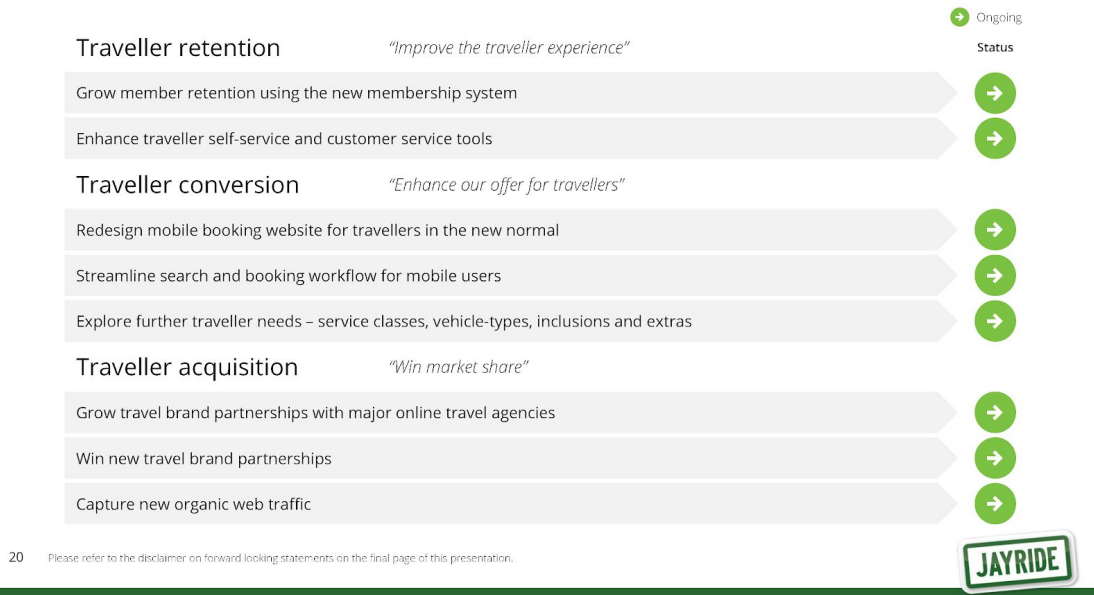 Ongoing
Traveller retention “Improve the traveller experience” Status
Grow member retention using the new membership system
Enhance traveller self-service and customer service tools
Traveller conversion “Enhance our offer for travellers”
Redesign mobile booking website for travellers in the new normal
Streamline search and booking workflow for mobile users
Explore further traveller needs – service classes, vehicle-types, inclusions and extras
Traveller acquisition “Win market share”
Grow travel brand partnerships with major online travel agencies
Win new travel brand partnerships
Capture new organic web traffic
20 Please refer to the disclaimer on forward looking statements on the final page of this presentation.
JAYRIDE